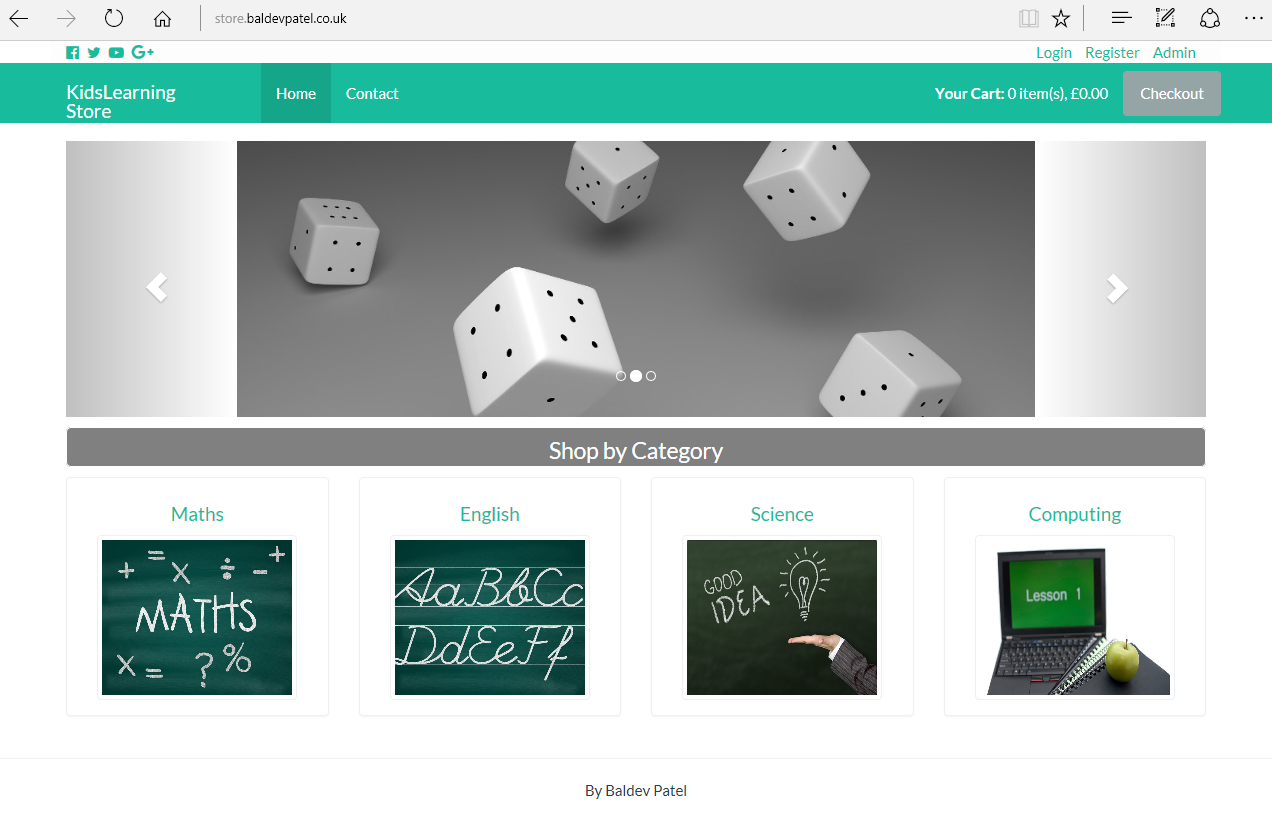 store.baldevpatel.co.uk
Login Register Admin
KidsLearning
Store
Home Contact
Your Cart: 0 item(s), £0.00 Checkout
Shop by Category
Maths English Science Computing
+ = x ÷ - +
MATHS
x = ? %
AaBbCc
DdEeFf
GOOD
IDEA
Lesson 1
By Baldev Patel